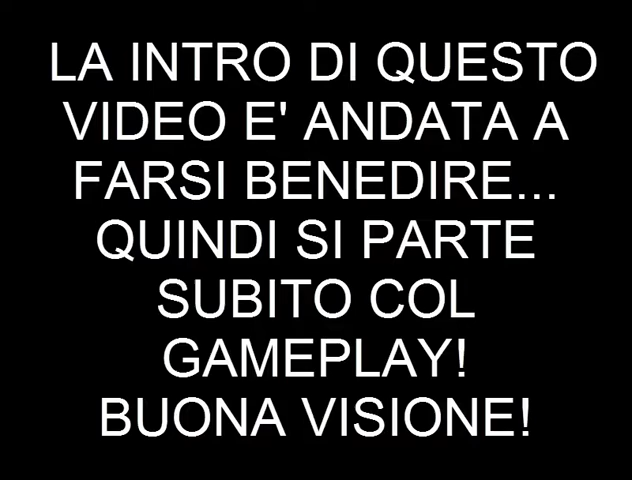 LA INTRO DI QUESTO
VIDEO E' ANDATA A
FARSI BENEDIRE...
QUINDI SI PARTE
SUBITO COL
GAMEPLAY!
BUONA VISIONE!